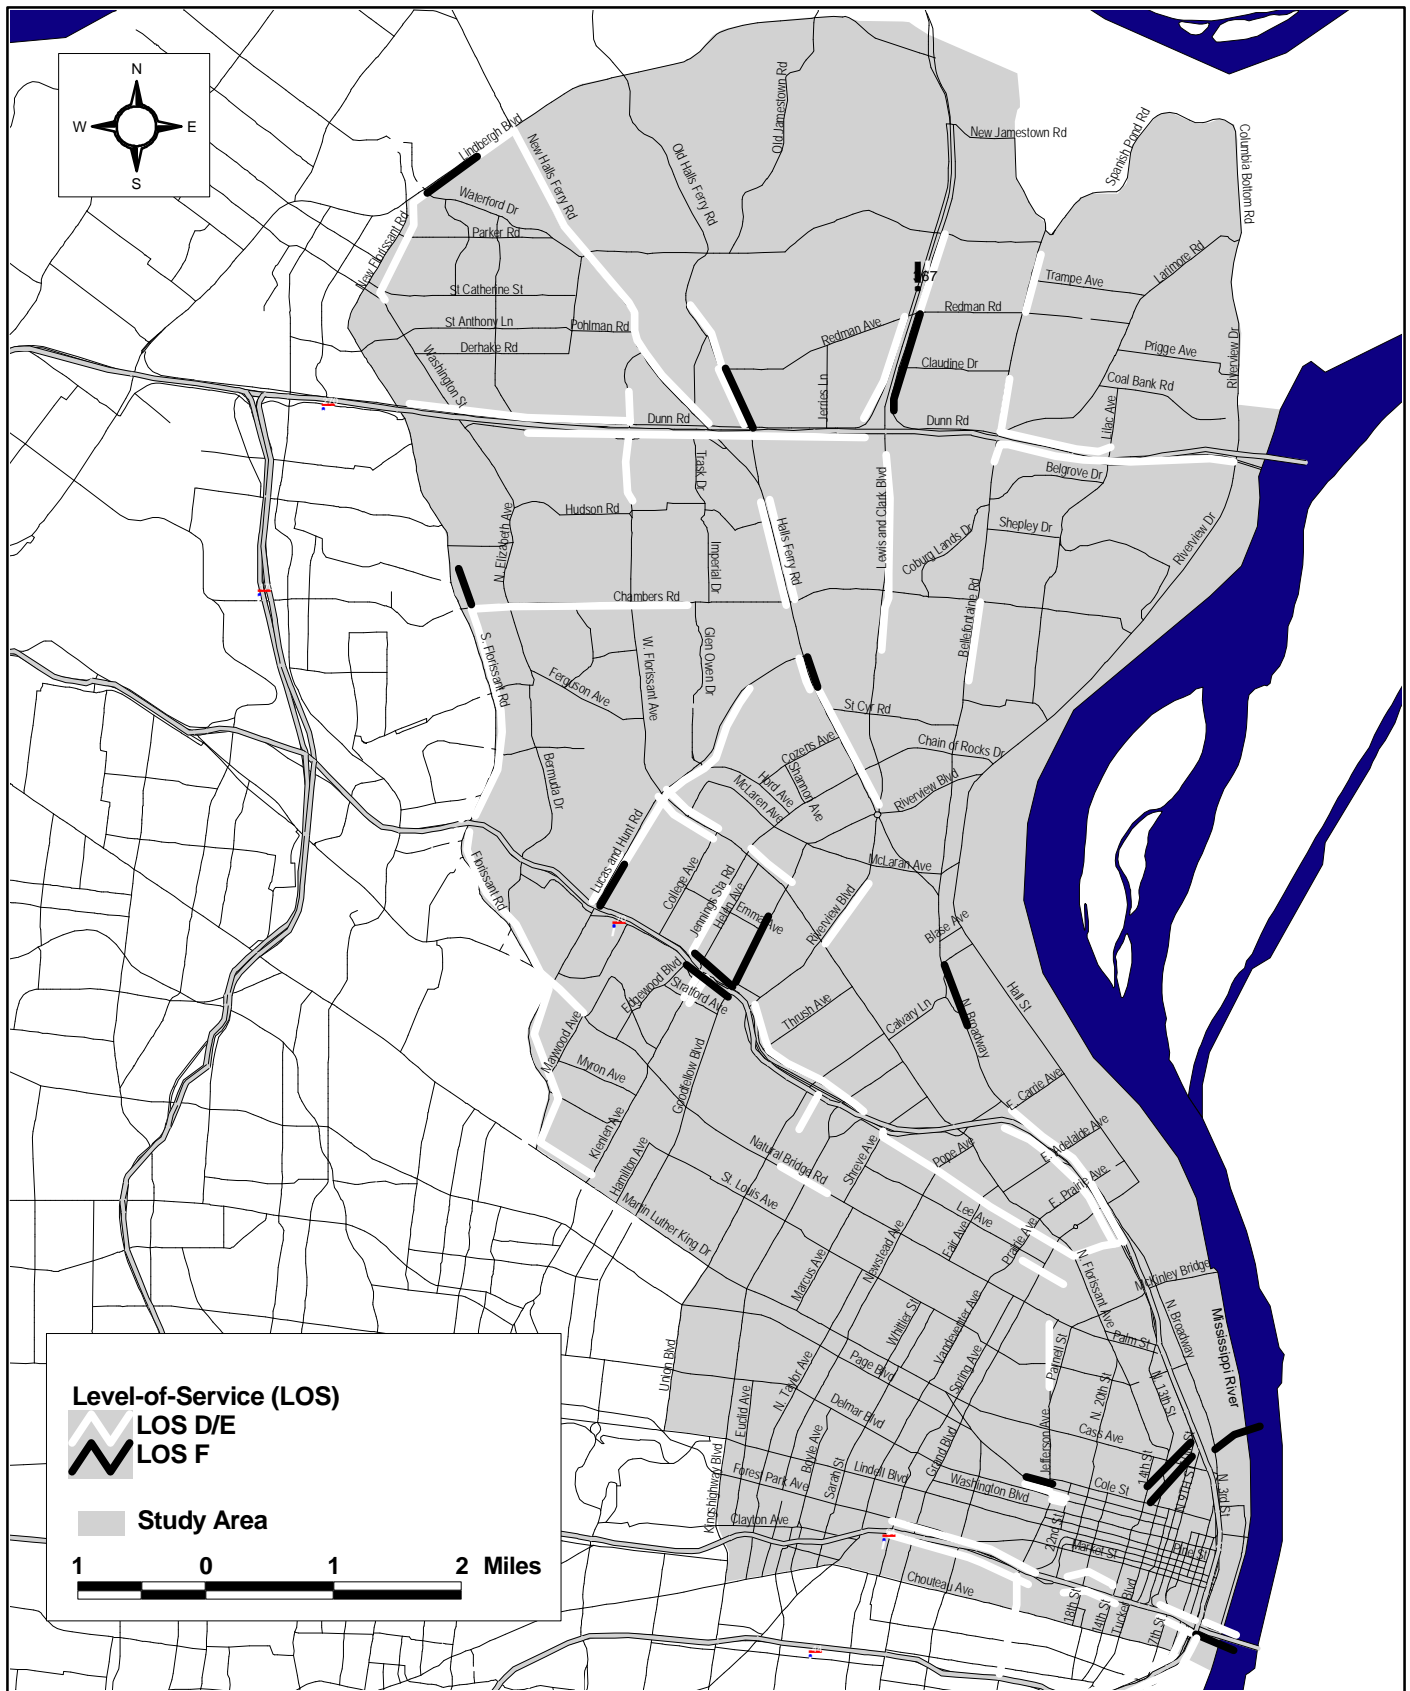 N
W
E
S
Lindbergh Blvd
New Halls Ferry Rd
Old Halls Ferry Rd
Old Jamestown Rd
New Jamestown Rd
Spanish Pond Rd
Columbia Bottom Rd
Waterford Dr
Parker Rd
New Florissant Rd
St Catherine St
St Anthony Ln
Pohlman Rd
Derhake Rd
Washington St
367
Trampe Ave
Larimore Rd
Redman Rd
Redman Ave
Claudine Dr
Prigge Ave
Coal Bank Rd
Riverview Dr
Jerries Ln
Lilac Ave
Dunn Rd
Dunn Rd
Belgrove Dr
Trask Dr
Lewis and Clark Blvd
Hudson Rd
N. Elizabeth Ave
Halls Ferry Rd
Shepley Dr
Coburg Lands Dr
Riverview Dr
Imperial Dr
Chambers Rd
Bellefontaine Rd
S. Florissant Rd
W. Florissant Ave
Glen Owen Dr
Ferguson Ave
St Cyr Rd
Chain of Rocks Dr
Cozens Ave
Shannon Ave
Hord Ave
McLaren Ave
Riverview Blvd
Bermuda Dr
Lucas and Hunt Rd
McLaran Ave
College Ave
Jennings Sta Rd
Helen Ave
Emma Ave
Riverview Blvd
Florissant Rd
Blase Ave
Hall St
Edgewood Blvd
Stratford Ave
Thrush Ave
Calvary Ln
N. Broadway
Maywood Ave
Myron Ave
Goodfellow Blvd
E. Carrie Ave
Kienlen Ave
Hamilton Ave
Natural Bridge Rd
St. Louis Ave
Shreve Ave
Pope Ave
E. Adelaide Ave
E. Prairie Ave
Martin Luther King Dr
Lee Ave
Fair Ave
Prairie Ave
Newstead Ave
Marcus Ave
N. Florissant Ave
McKinley Bridge
N. Broadway
Mississippi River
Whittier St
Vandeventer Ave
Palm St
Parnell St
Union Blvd
Page Blvd
Spring Ave
N. Taylor Ave
N. 20th St
N. 13th St
Euclid Ave
Delmar Blvd
Cass Ave
Jefferson Ave
Boyle Ave
Grand Blvd
Kingshighway Blvd
Forest Park Ave
Sarah St
Lindell Blvd
Washington Blvd
Cole St
14th St
N. 9TH St
N. 3rd St
Clayton Ave
22nd St
Market St
Pine St
Chouteau Ave
18th St
14th St
Tucker Blvd
7th St
Level-of-Service (LOS)
LOS D/E
LOS F
Study Area
1 0 1 2 Miles